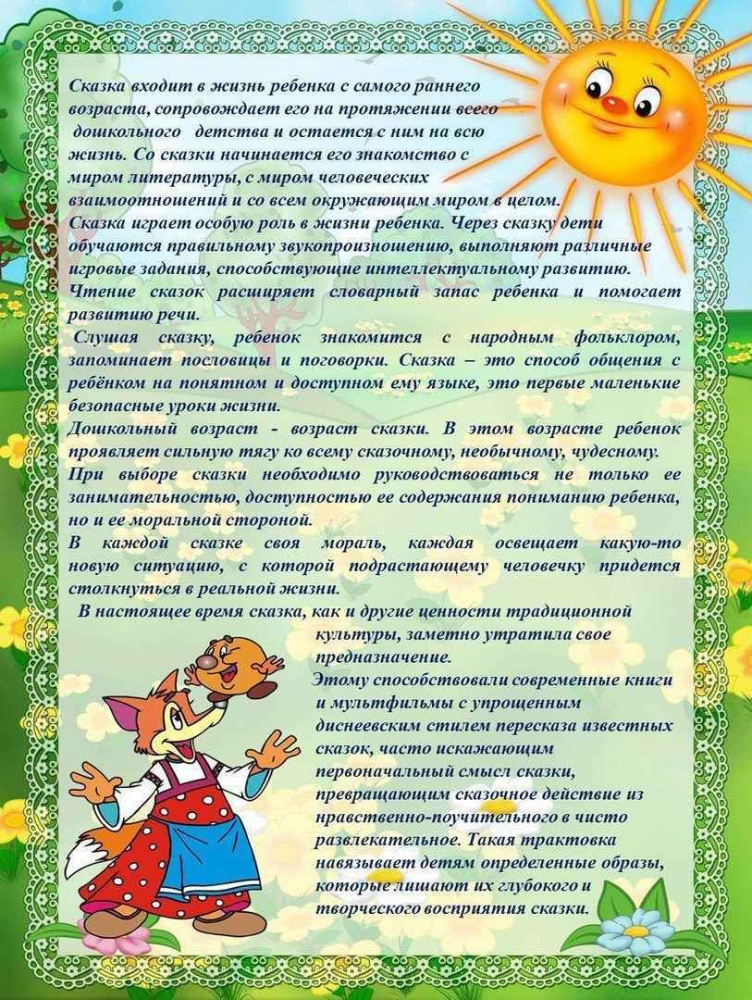 Сказка входит в жизнь ребенка с самого раннего
возраста, сопровождает его на протяжении всего
дошкольного детства и остается с ним на всю
жизнь. Со сказки начинается его знакомство с
миром литературы, с миром человеческих
взаимоотношений и со всем окружающим миром в целом.
Сказка играет особую роль в жизни ребенка. Через сказку дети
обучаются правильному звукопроизношению, выполняют различные
игровые задания, способствующие интеллектуальному развитию.
Чтение сказок расширяет словарный запас ребенка и помогает
развитию речи.
Слушая сказку, ребенок знакомится с народным фольклором,
запоминает пословицы и поговорки. Сказка – это способ общения с
ребёнком на понятном и доступном ему языке, это первые маленькие
безопасные уроки жизни.
Дошкольный возраст - возраст сказки. В этом возрасте ребенок
проявляет сильную тягу ко всему сказочному, необычному, чудесному.
При выборе сказки необходимо руководствоваться не только ее
занимательностью, доступностью ее содержания пониманию ребенка,
но и ее моральной стороной.
В каждой сказке своя мораль, каждая освещает какую-то
новую ситуацию, с которой подрастающему человечку придется
столкнуться в реальной жизни.
В настоящее время сказка, как и другие ценности традиционной
культуры, заметно утратила свое
предназначение.
Этому способствовали современные книги
и мультфильмы с упрощенным
диснеевским стилем пересказа известных
сказок, часто искажающим
первоначальный смысл сказки,
превращающим сказочное действие из
нравственно-поучительного в чисто
развлекательное. Такая трактовка
навязывает детям определенные образы,
которые лишают их глубокого и
творческого восприятия сказки.